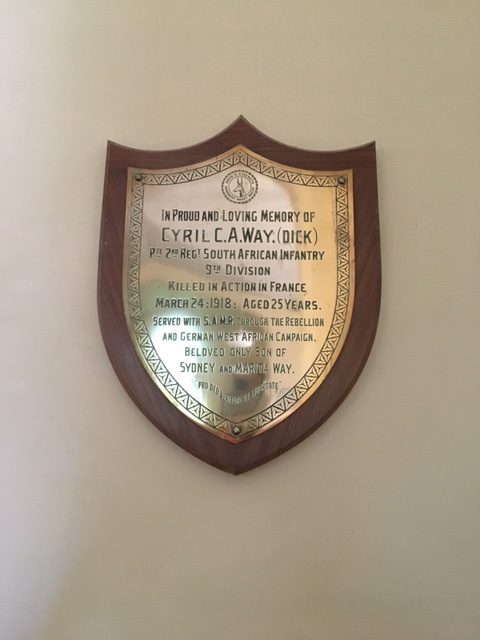 IN PROUD AND LOVING MEMORY OF
CYRIL C.A.WAY.(DICK)
PTE 2ND REGT SOUTH AFRICAN INFANTRY
9TH DIVISION
KILLED IN ACTION IN FRANCE
MARCH 24:1918: AGED 25 YEARS.
SERVED WITH S.A.M.R. THROUGH THE REBELLION
AND GERMAN WEST AFRICAN CAMPAIGN.
BELOVED ONLY SON OF
SYDNEY AND WAY.
"PRO DEO